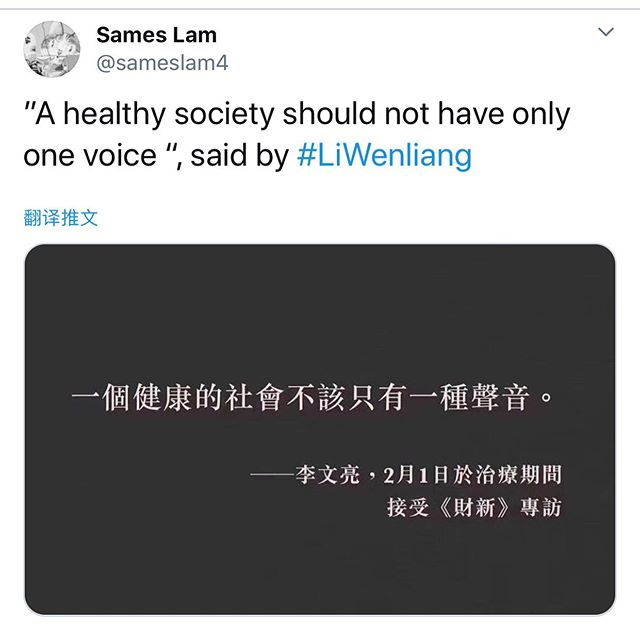 Sames Lam
@sameslam4
”A healthy society should not have only
one voice “, said by #LiWenliang
翻译推文
一個健康的社會不該只有一種聲音。
——李文亮，2月1日於治療期間
接受《財新》專訪